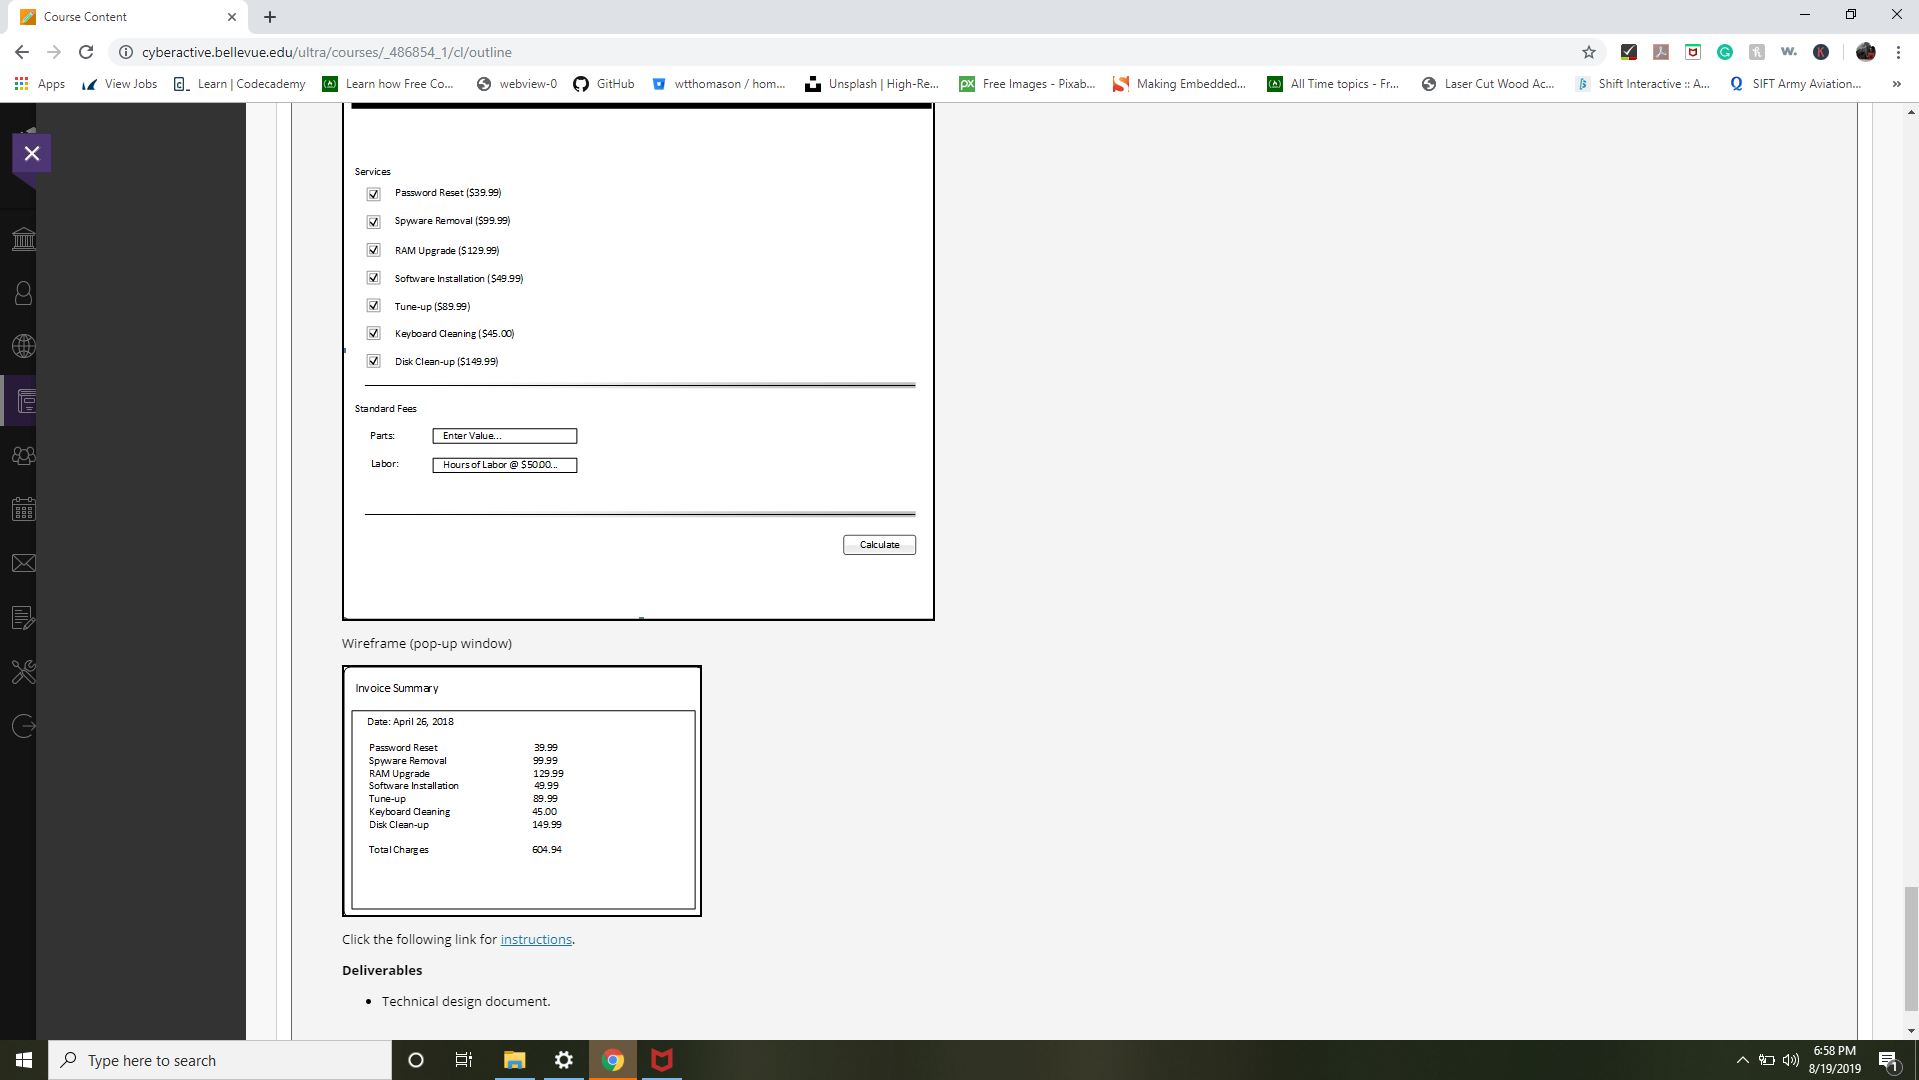 Course Content
cyberactive.bellevue.edu/ultra/courses/_486854_1/cl/outline
Apps View Jobs Learn | Codecademy Learn how Free Co... webview-0 GitHub wtthomason / hom... Unsplash | High-Re... Free Images - Pixab... Making Embedded... All Time topics - Fr... Laser Cut Wood Ac... Shift Interactive :: A... SIFT Army Aviation... »
Services
Password Reset ($39.99)
Spyware Removal ($99.99)
RAM Upgrade ($129.99)
Software Installation ($49.99)
Tune-up ($89.99)
Keyboard Cleaning ($45.00)
Disk Clean-up ($149.99)
Standard Fees
Parts: Enter Value...
Labor: Hours of Labor @ $50.00...
Calculate
Wireframe (pop-up window)
Invoice Summary
Date: April 26, 2018
Password Reset 39.99
Spyware Removal 99.99
RAM Upgrade 129.99
Software Installation 49.99
Tune-up 89.99
Keyboard Cleaning 45.00
Disk Clean-up 149.99
Total Charges 604.94
Click the following link for instructions.
Deliverables
• Technical design document.
Type here to search
6:58 PM
8/19/2019
1